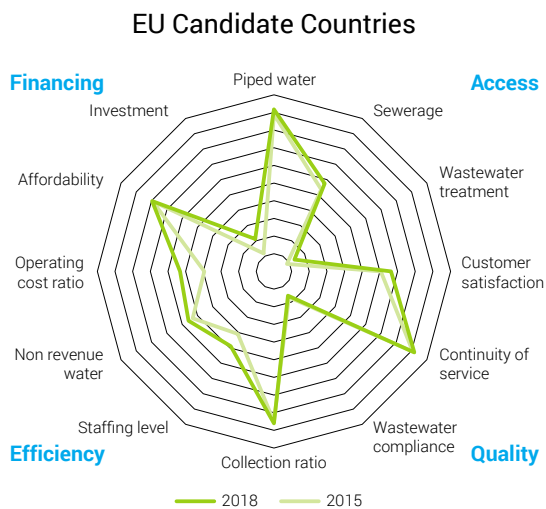 EU Candidate Countries
Financing
Piped water
Access
Investment
Sewerage
Affordability
Wastewater
treatment
Operating
cost ratio
Customer
satisfaction
Non revenue
water
Continuity of
service
Staffing level
Wastewater
compliance
Efficiency
Collection ratio
Quality
2018
2015